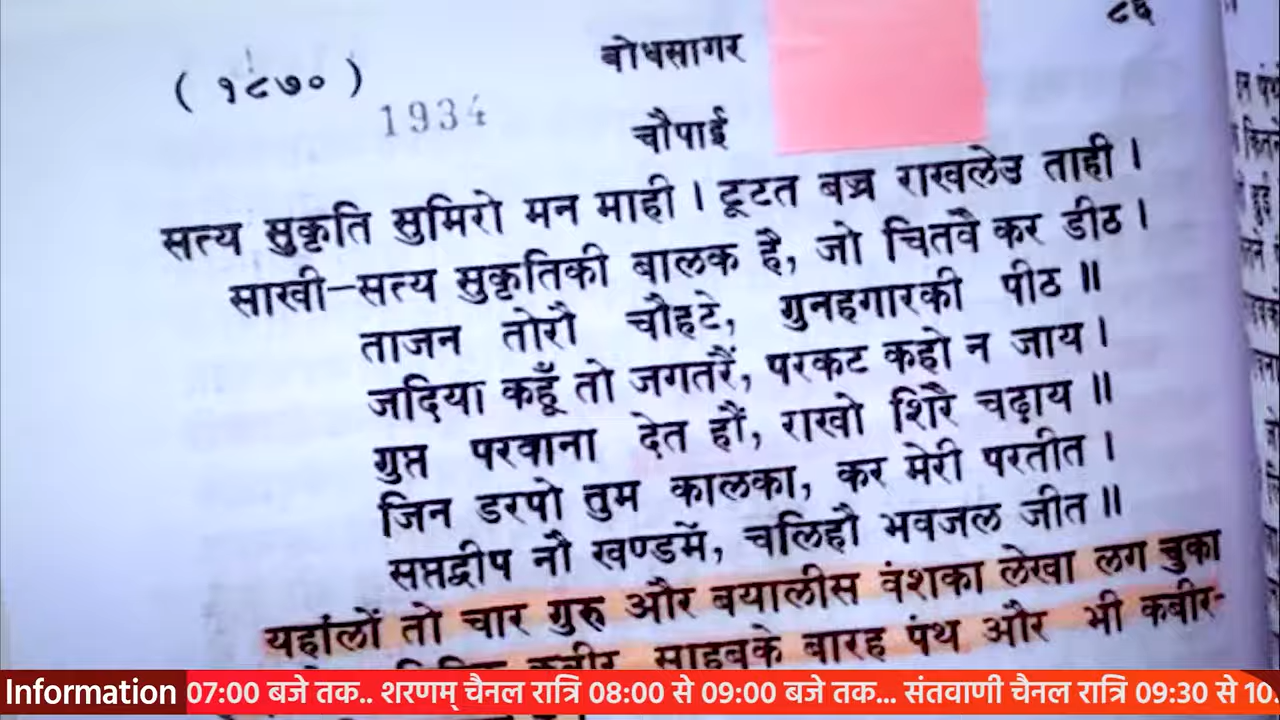 ८६
बोधसागर
( १८७० )
1934
चौपाई
सत्य सुकृति सुमिरो मन माही । टूटत बज्र राखलेउ ताही ।
साखी-सत्य सुकृतिकी बालक है, जो चितवै कर डीठ ।
ताजन तोरौ चौहटे, गुनहगारकी पीठ ॥
जदिया कहूँ तो जगतरैं, परकट कहो न जाय ।
गुप्त परवाना देत हौं, राखो शिरै चढ़ाय ॥
जिन डरपो तुम कालका, कर मेरी परतीत ।
सप्तद्वीप नौ खण्डमें, चलिहौ भवजल जीत ॥
यहांलों तो चार गुरु और बयालीस वंशका लेखा लग चुका
कबीर साहबके बारह पंथ और भी कबीर-
Information 07:00 बजे तक.. शरणम् चैनल रात्रि 08:00 से 09:00 बजे तक... संतवाणी चैनल रात्रि 09:30 से 10.